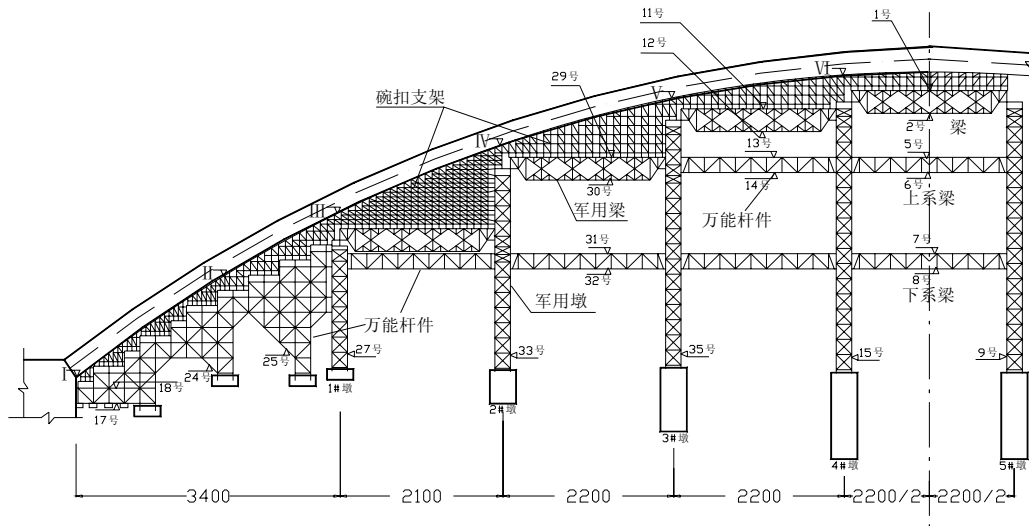 11号
1号
12号
29号
碗扣支架
Ⅵ
Ⅴ
Ⅳ
Ⅲ
Ⅱ
Ⅰ
2号
梁
13号
5号
14号
6号
30号
军用梁
万能杆件
上系梁
31号
7号
32号
8号
下系梁
军用墩
万能杆件
27号
33号
35号
15号
9号
25号
24号
18号
17号
1#墩
2#墩
3#墩
4#墩
5#墩
3400
2100
2200
2200
2200/2
2200/2